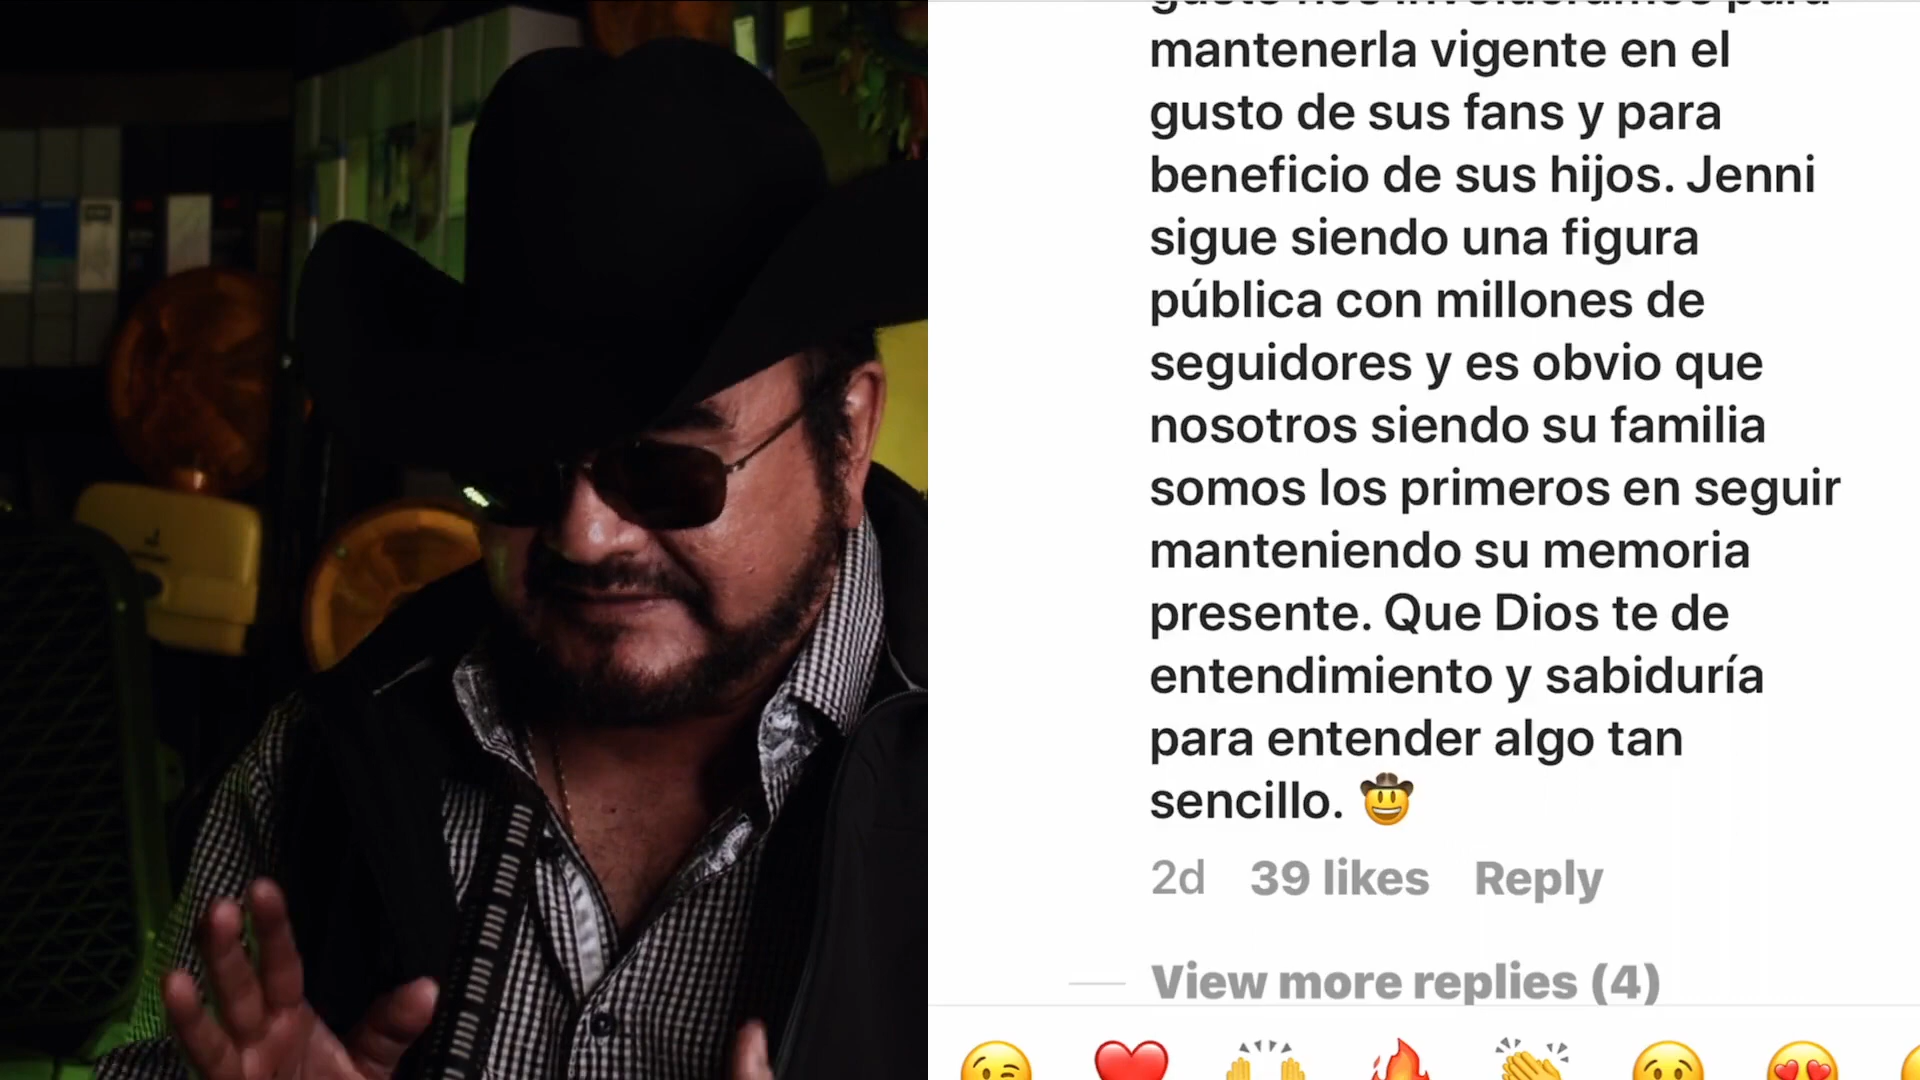 mantenerla vigente en el
gusto de sus fans y para
beneficio de sus hijos. Jenni
sigue siendo una figura
pública con millones de
seguidores y es obvio que
nosotros siendo su familia
somos los primeros en seguir
manteniendo su memoria
presente. Que Dios te de
entendimiento y sabiduría
para entender algo tan
sencillo. 🤠
2d 39 likes Reply
View more replies (4)